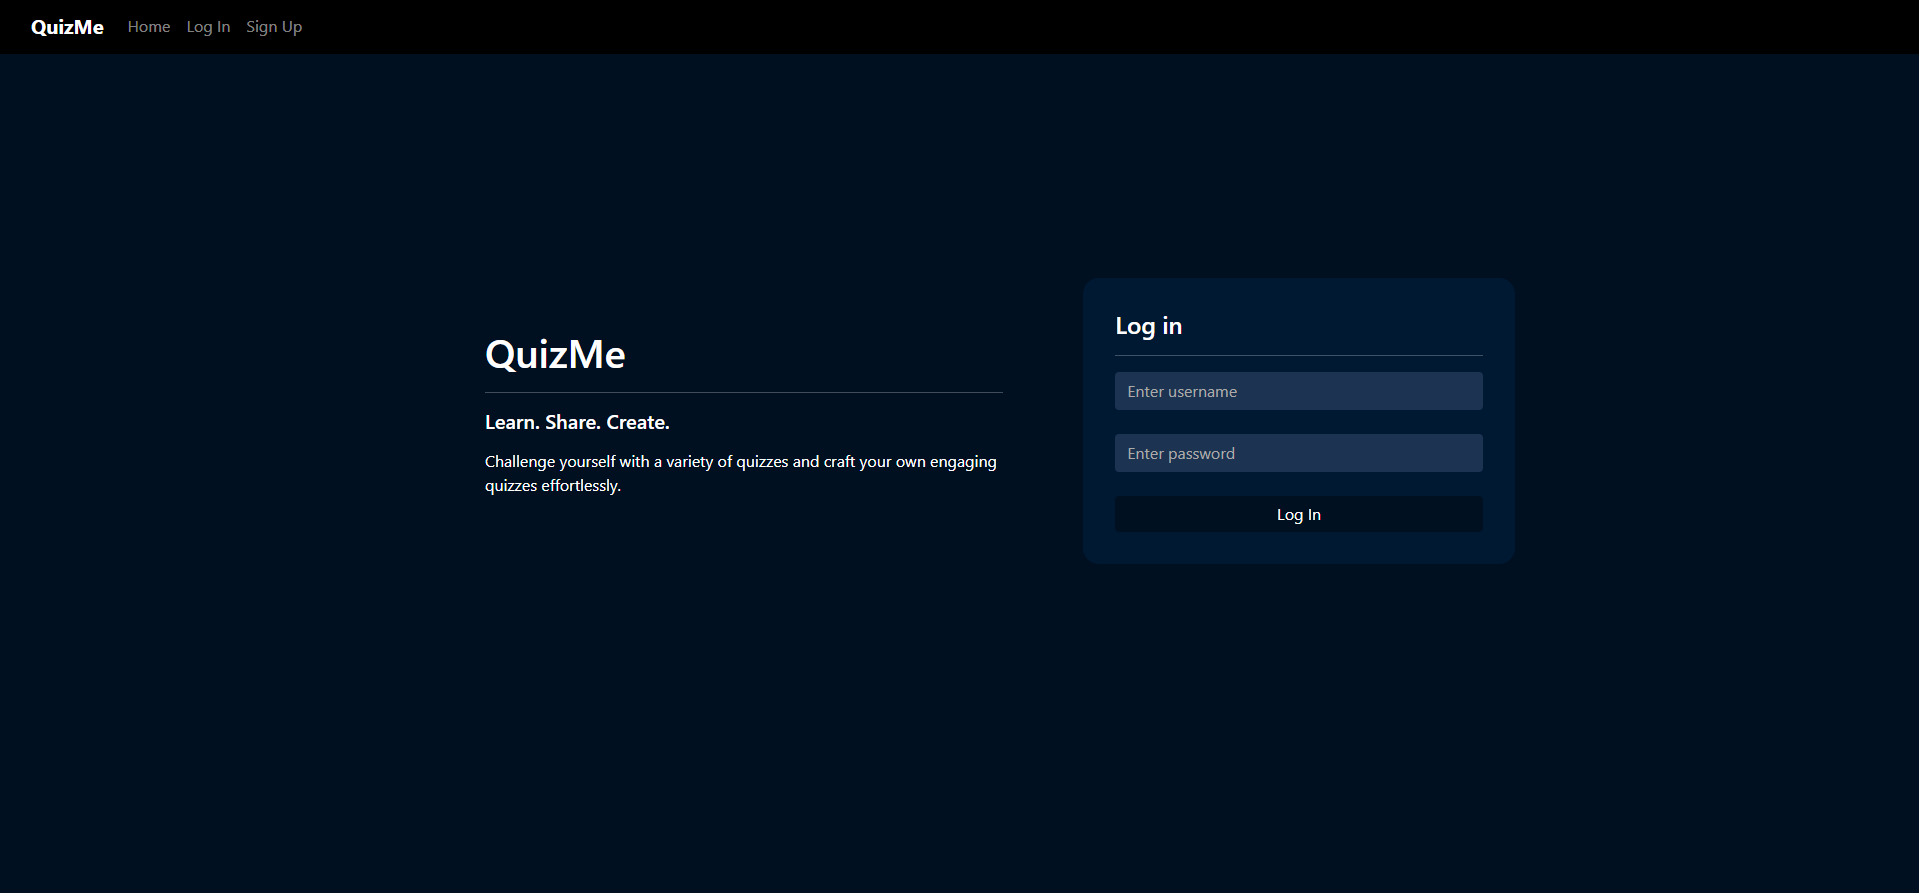 QuizMe Home Log In Sign Up
QuizMe
Learn. Share. Create.
Challenge yourself with a variety of quizzes and craft your own engaging
quizzes effortlessly.
Log in
Enter username
Enter password
Log In